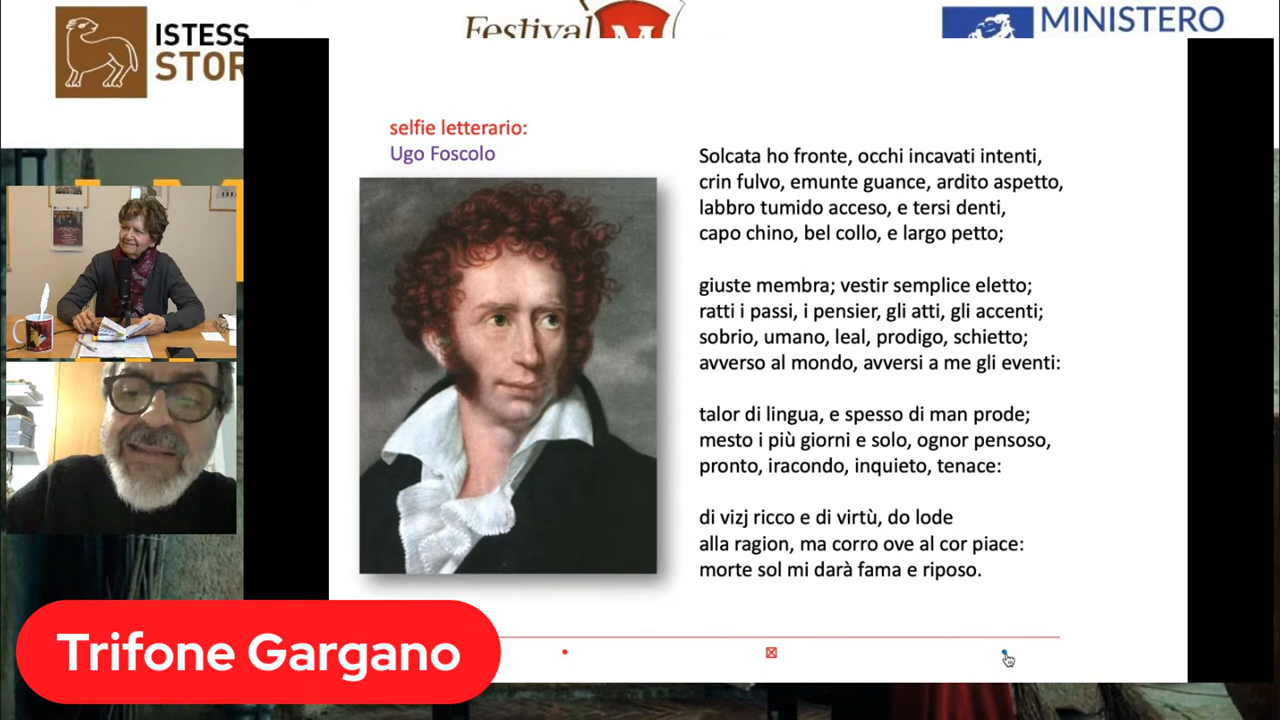 ISTESS
STOR
Festival
M
MINISTERO
selfie letterario:
Ugo Foscolo
Solcata ho fronte, occhi incavati intenti,
crin fulvo, emunte guance, ardito aspetto,
labbro tumido acceso, e tersi denti,
capo chino, bel collo, e largo petto;
giuste membra; vestir semplice eletto;
ratti i passi, i pensier, gli atti, gli accenti;
sobrio, umano, leal, prodigo, schietto;
avverso al mondo, avversi a me gli eventi:
talor di lingua, e spesso di man prode;
mesto i più giorni e solo, ognor pensoso,
pronto, iracondo, inquieto, tenace:
di vizj ricco e di virtù, do lode
alla ragion, ma corro ove al cor piace:
morte sol mi darà fama e riposo.
Trifone Gargano